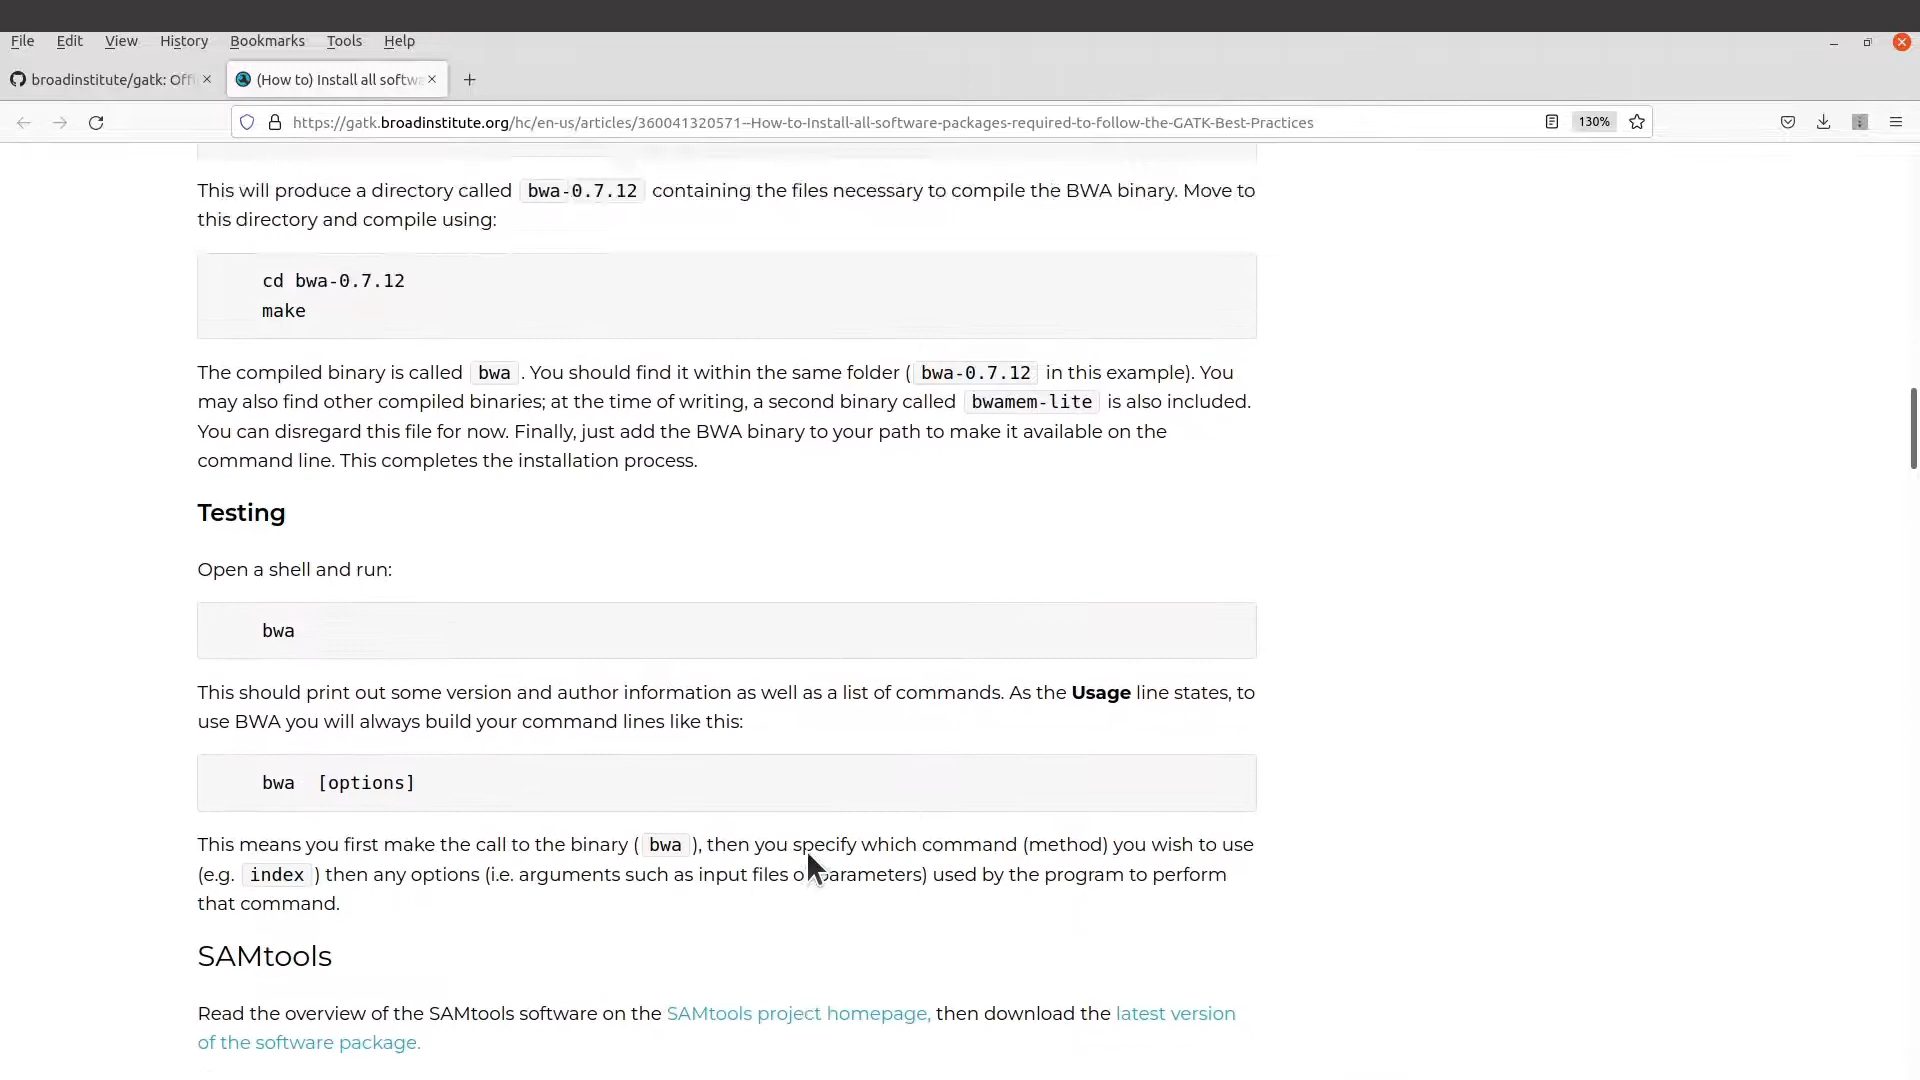 File Edit View History Bookmarks Tools Help
broadinstitute/gatk: Offi
(How to) Install all softwa
https://gatk.broadinstitute.org/hc/en-us/articles/360041320571--How-to-Install-all-software-packages-required-to-follow-the-GATK-Best-Practices
130%
This will produce a directory called bwa-0.7.12 containing the files necessary to compile the BWA binary. Move to
this directory and compile using:
cd bwa-0.7.12
make
The compiled binary is called bwa . You should find it within the same folder ( bwa-0.7.12 in this example). You
may also find other compiled binaries; at the time of writing, a second binary called bwamem-lite is also included.
You can disregard this file for now. Finally, just add the BWA binary to your path to make it available on the
command line. This completes the installation process.
Testing
Open a shell and run:
bwa
This should print out some version and author information as well as a list of commands. As the Usage line states, to
use BWA you will always build your command lines like this:
bwa [options]
This means you first make the call to the binary ( bwa ), then you specify which command (method) you wish to use
(e.g. index ) then any options (i.e. arguments such as input files or parameters) used by the program to perform
that command.
SAMtools
Read the overview of the SAMtools software on the SAMtools project homepage, then download the latest version
of the software package.